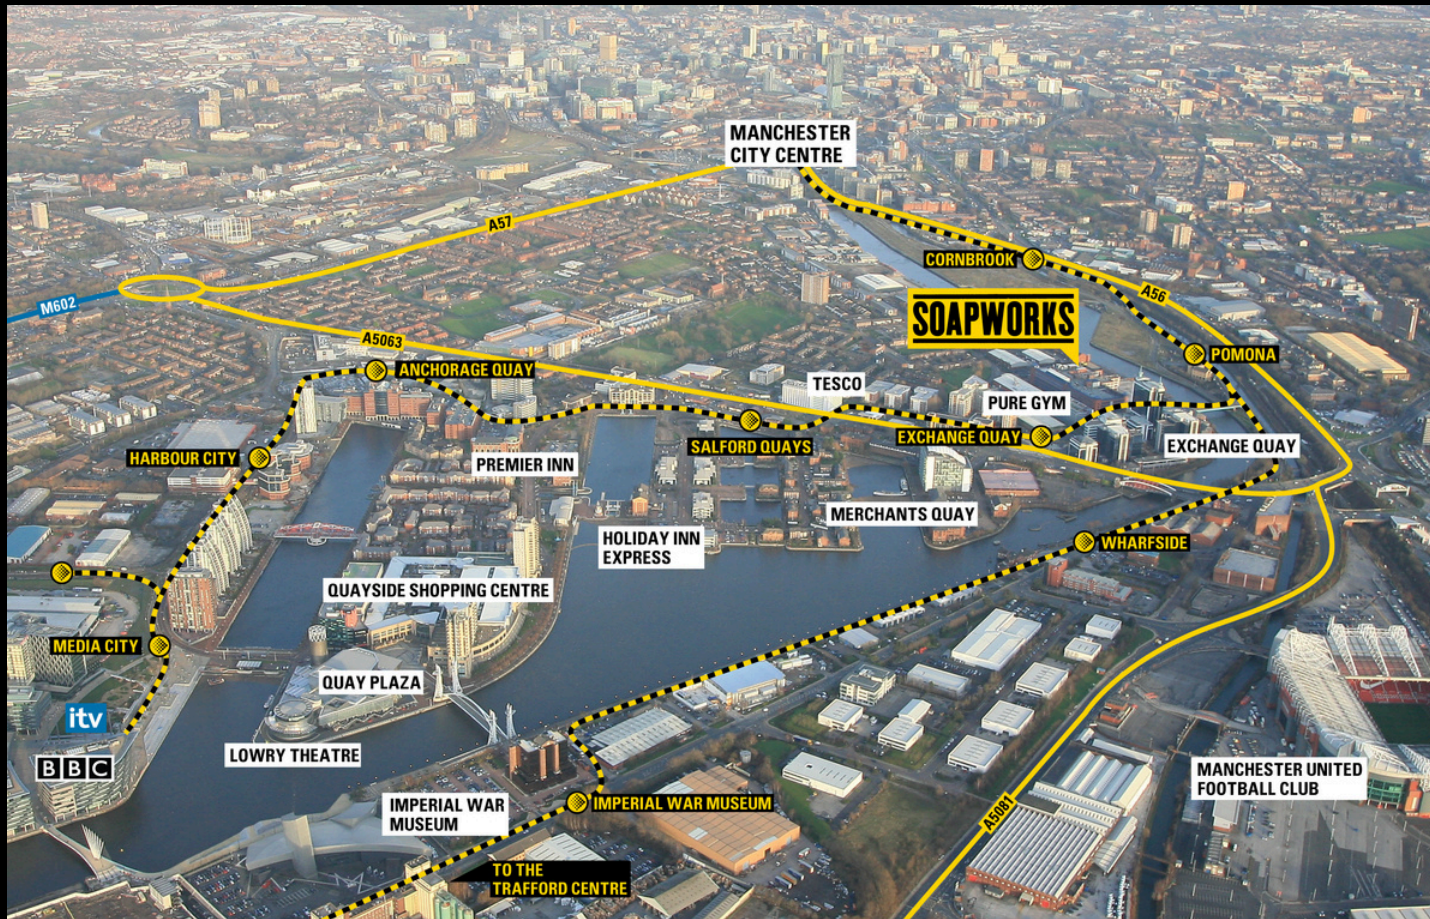 MANCHESTER
CITY CENTRE
A57
CORNBROOK
M602
A56
SOAPWORKS
A5063
POMONA
ANCHORAGE QUAY
TESCO
PURE GYM
EXCHANGE QUAY
SALFORD QUAYS
EXCHANGE QUAY
HARBOUR CITY
PREMIER INN
MERCHANTS QUAY
HOLIDAY INN
EXPRESS
WHARFSIDE
QUAYSIDE SHOPPING CENTRE
MEDIA CITY
QUAY PLAZA
itv
LOWRY THEATRE
BBC
MANCHESTER UNITED
FOOTBALL CLUB
IMPERIAL WAR
MUSEUM
IMPERIAL WAR MUSEUM
A5081
TO THE
TRAFFORD CENTRE